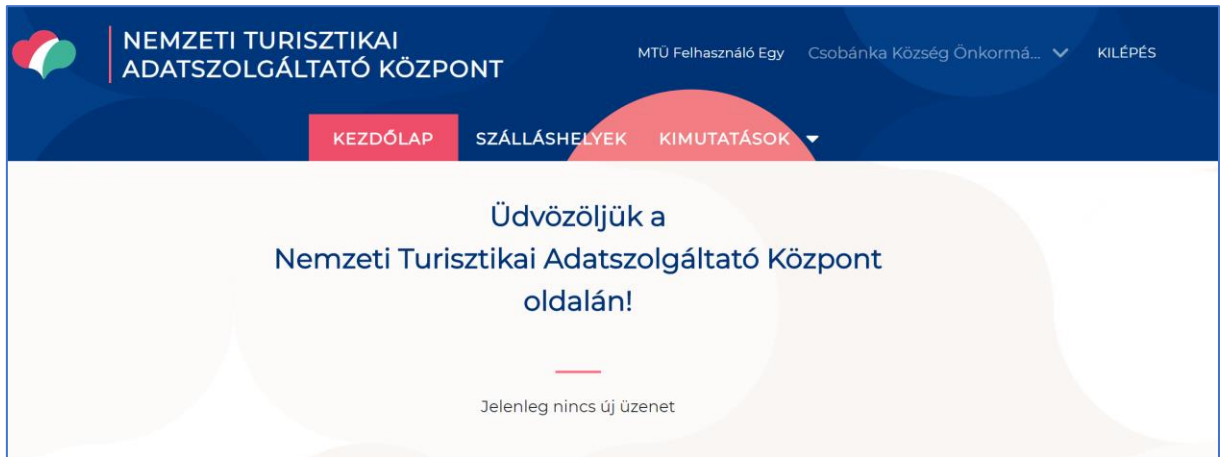 NEMZETI TURISZTIKAI
ADATSZOLGÁLTATÓ KÖZPONT
MTÜ Felhasználó Egy
Csobánka Község Önkormá...
KILÉPÉS
KEZDŐLAP
SZÁLLÁSHELYEK
KIMUTATÁSOK
Üdvözöljük a
Nemzeti Turisztikai Adatszolgáltató Központ
oldalán!
Jelenleg nincs új üzenet